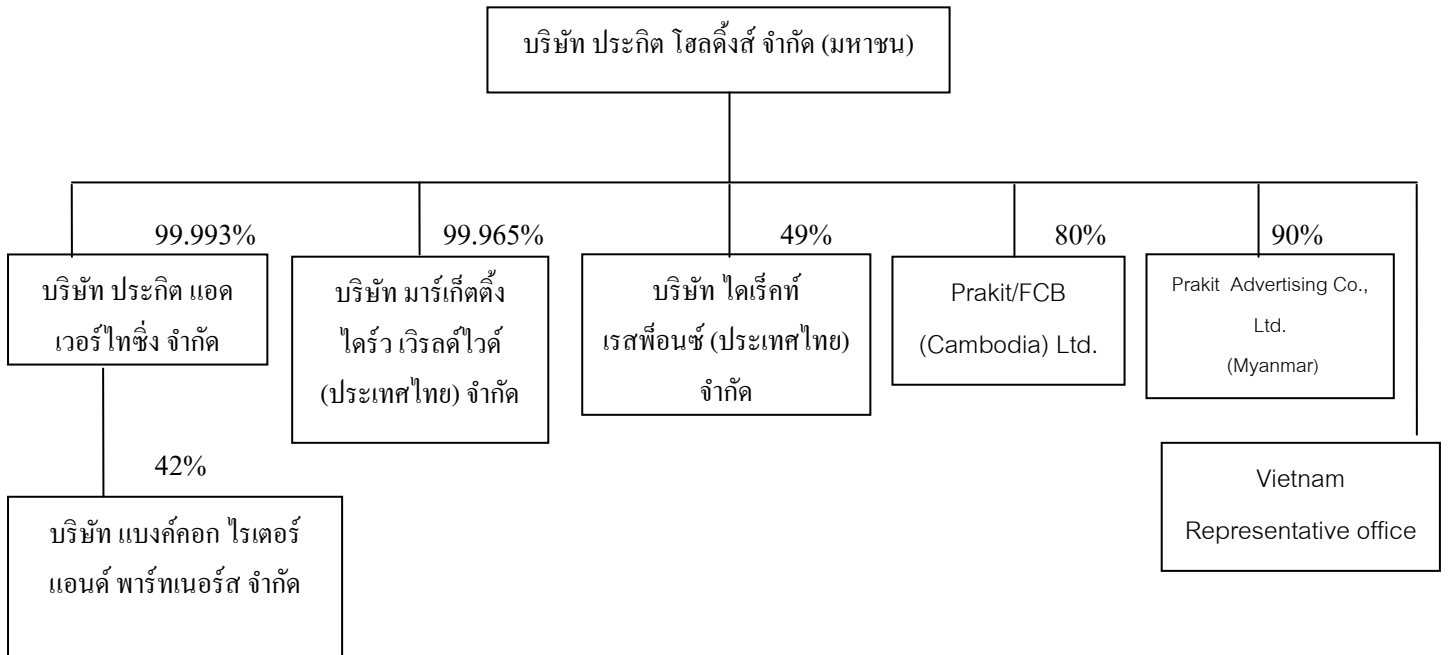 บริษัท ประกิต โฮลดิ้งส์ จำกัด (มหาชน)
99.993%
99.965%
49%
80%
90%
บริษัท ประกิต แอด
เวอร์ไทซิ่ง จำกัด
บริษัท มาร์เก็ตติ้ง
ไดร์ว เวิรลด์ไวด์
(ประเทศไทย) จำกัด
บริษัท ไดเร็คท์
เรสพ็อนซ์ (ประเทศไทย)
จำกัด
Prakit/FCB
(Cambodia) Ltd.
Prakit Advertising Co.,
Ltd.
(Myanmar)
42%
บริษัท แบงค์คอก ไรเตอร์
แอนด์ พาร์ทเนอร์ส จำกัด
Vietnam
Representative office